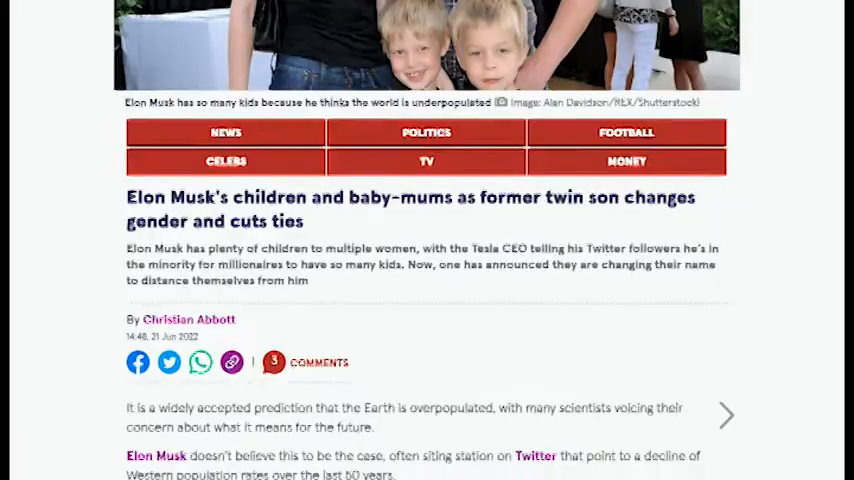 Elon Musk has so many kids because he thinks the world is underpopulated Image: Alan Davidson/REX/Shutterstock)
NEWS POLITICS FOOTBALL
CELEBS TV MONEY
Elon Musk's children and baby-mums as former twin son changes
gender and cuts ties
Elon Musk has plenty of children to multiple women, with the Tesla CEO telling his Twitter followers he's in
the minority for millionaires to have so many kids. Now, one has announced they are changing their name
to distance themselves from him
By Christian Abbott
14:48, 21 Jun 2022
3 COMMENTS
It is a widely accepted prediction that the Earth is overpopulated, with many scientists voicing their
concern about what it means for the future.
Elon Musk doesn't believe this to be the case, often siting station on Twitter that point to a decline of
Western population rates over the last 50 years.